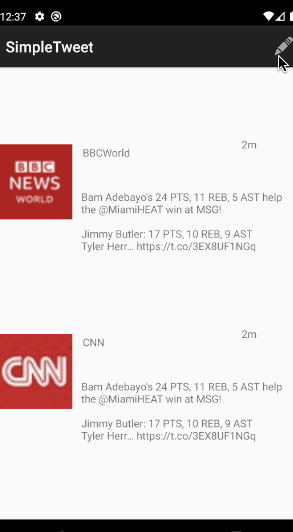 12:37
SimpleTweet
BBC
NEWS
WORLD
BBCWorld
2m
Bam Adebayo's 24 PTS, 11 REB, 5 AST help
the @MiamiHEAT win at MSG!
Jimmy Butler: 17 PTS, 10 REB, 9 AST
Tyler Herr… https://t.co/3EX8UF1NGq
CNN
CNN
2m
Bam Adebayo's 24 PTS, 11 REB, 5 AST help
the @MiamiHEAT win at MSG!
Jimmy Butler: 17 PTS, 10 REB, 9 AST
Tyler Herr… https://t.co/3EX8UF1NGq